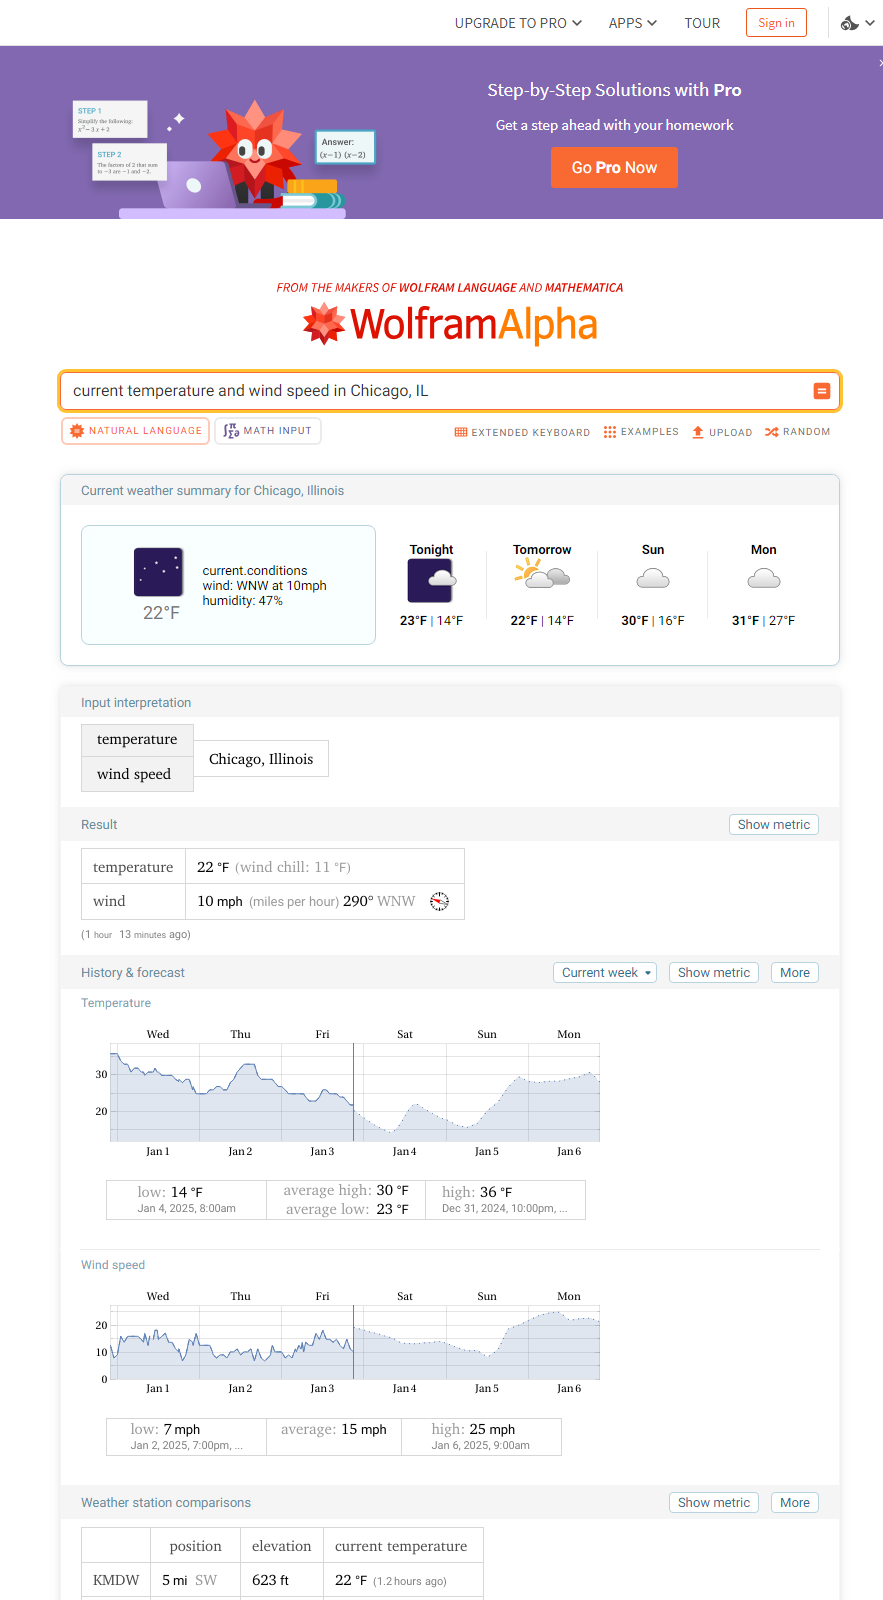 UPGRADE TO PRO APPS TOUR Sign in
Step-by-Step Solutions with Pro
Get a step ahead with your homework
Go Pro Now
STEP 1
Simplify the following:
x² − 3 x + 2
STEP 2
The factors of 2 that sum
to −3 are −1 and −2.
Answer:
(x−1) (x−2)
FROM THE MAKERS OF WOLFRAM LANGUAGE AND MATHEMATICA
WolframAlpha
current temperature and wind speed in Chicago, IL
NATURAL LANGUAGE MATH INPUT EXTENDED KEYBOARD EXAMPLES UPLOAD RANDOM
Current weather summary for Chicago, Illinois
22°F
current.conditions
wind: WNW at 10mph
humidity: 47%
Tonight Tomorrow Sun Mon
23°F | 14°F 22°F | 14°F 30°F | 16°F 31°F | 27°F
Input interpretation
temperature
wind speed
Chicago, Illinois
Result Show metric
temperature 22 °F (wind chill: 11 °F)
wind 10 mph (miles per hour) 290° WNW
(1 hour 13 minutes ago)
History & forecast Current week Show metric More
Temperature
Wed Thu Fri Sat Sun Mon
30
20
Jan 1 Jan 2 Jan 3 Jan 4 Jan 5 Jan 6
low: 14 °F
Jan 4, 2025, 8:00am
average high: 30 °F
average low: 23 °F
high: 36 °F
Dec 31, 2024, 10:00pm, ...
Wind speed
Wed Thu Fri Sat Sun Mon
20
10
0
Jan 1 Jan 2 Jan 3 Jan 4 Jan 5 Jan 6
low: 7 mph
Jan 2, 2025, 7:00pm, ...
average: 15 mph
high: 25 mph
Jan 6, 2025, 9:00am
Weather station comparisons Show metric More
position elevation current temperature
KMDW 5 mi SW 623 ft 22 °F (1.2 hours ago)